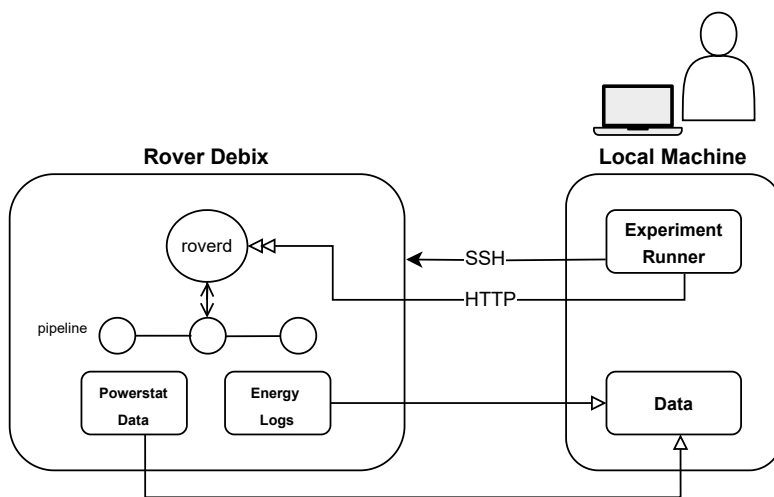 Rover Debix
Local Machine
roverd
Experiment
Runner
SSH
HTTP
pipeline
Powerstat
Data
Energy
Logs
Data